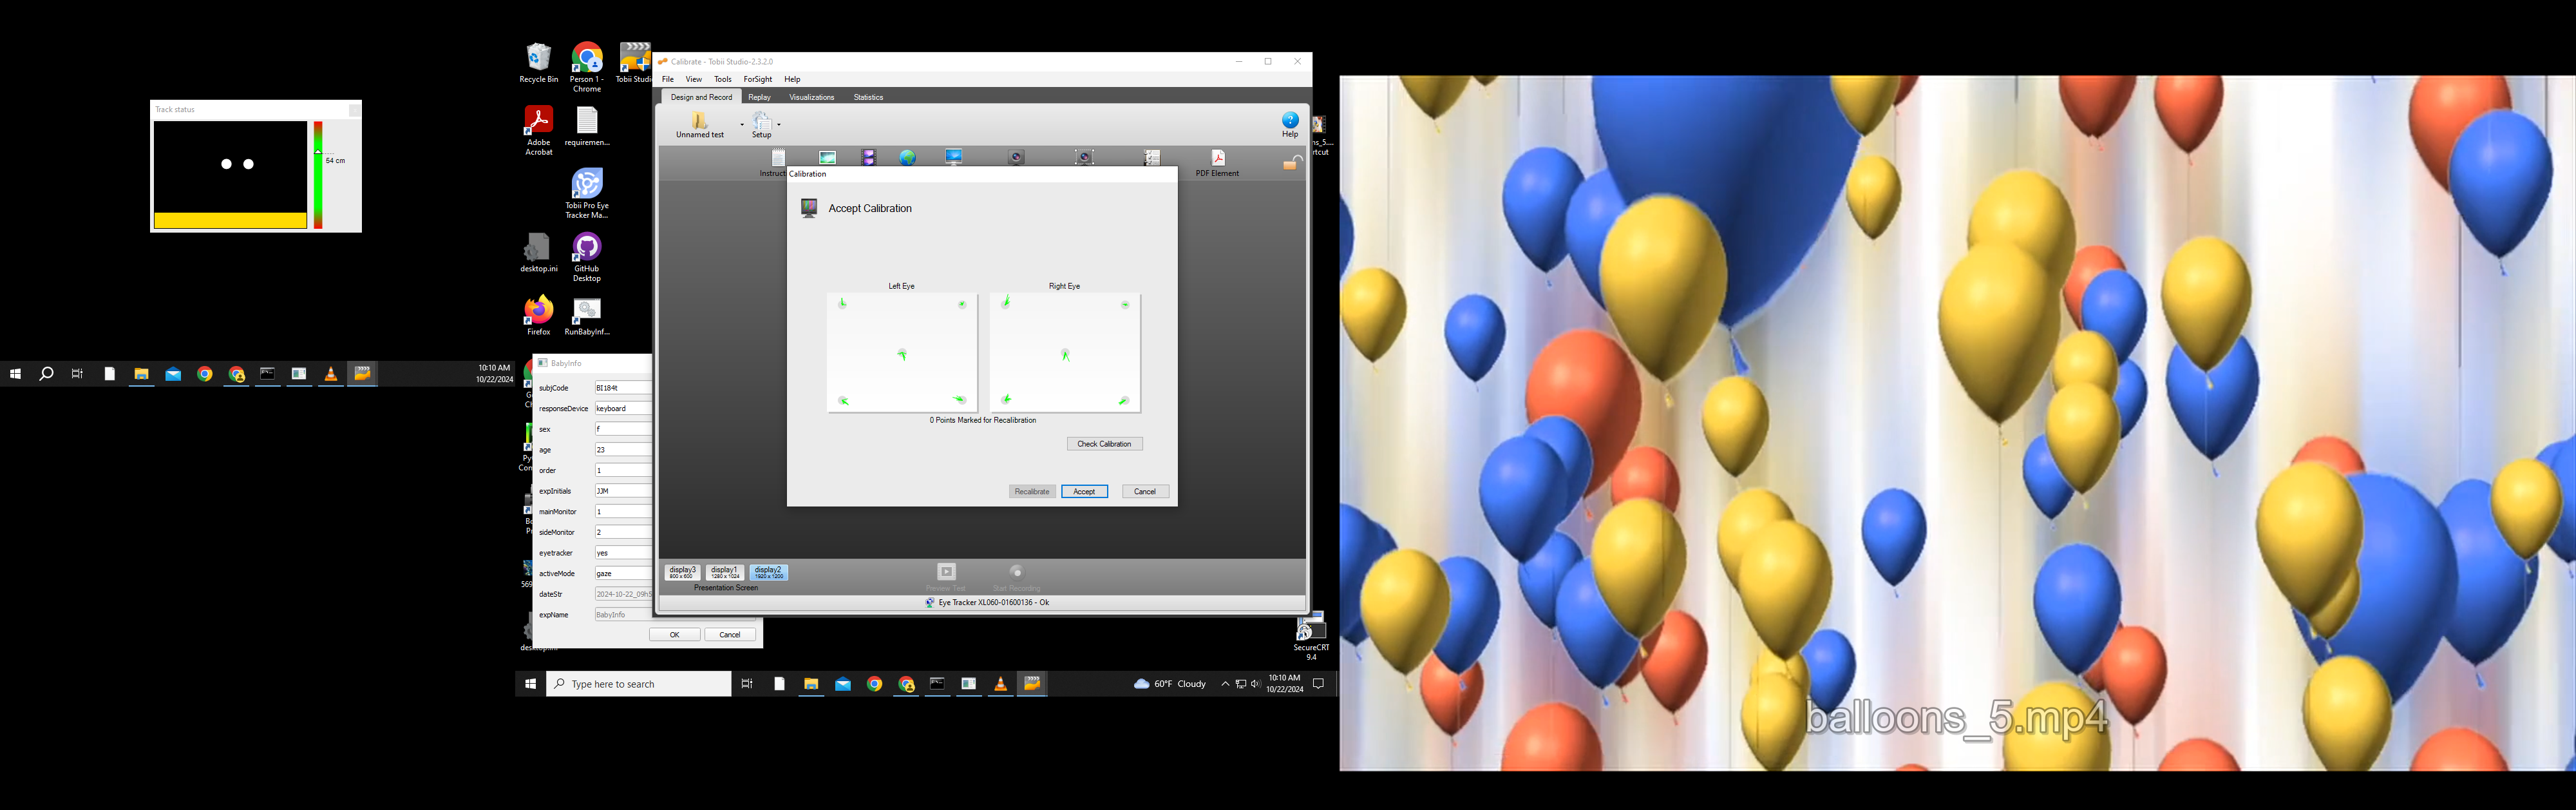 Track status
54 cm
10:10 AM
10/22/2024
Recycle Bin
Person 1 -
Chrome
Tobii Studi
Adobe
Acrobat
requiremen...
Tobii Pro Eye
Tracker Ma...
desktop.ini
GitHub
Desktop
Firefox
RunBabyInf...
Calibrate - Tobii Studio-2.3.2.0
File View Tools ForSight Help
Design and Record Replay Visualizations Statistics
Unnamed test
Setup
Help
Instruct
PDF Element
Calibration
Accept Calibration
Left Eye
Right Eye
0 Points Marked for Recalibration
Check Calibration
Recalibrate Accept Cancel
display3
800 x 600
display1
1280 x 1024
display2
1920 x 1200
Presentation Screen
Preview Test
Start Recording
Eye Tracker XL060-01600136 - Ok
BabyInfo
subjCode BI184t
responseDevice keyboard
sex f
age 23
order 1
expInitials JJM
mainMonitor 1
sideMonitor 2
eyetracker yes
activeMode gaze
dateStr 2024-10-22_09h5
expName BabyInfo
OK Cancel
SecureCRT
9.4
Type here to search
60°F Cloudy
10:10 AM
10/22/2024
balloons_5.mp4